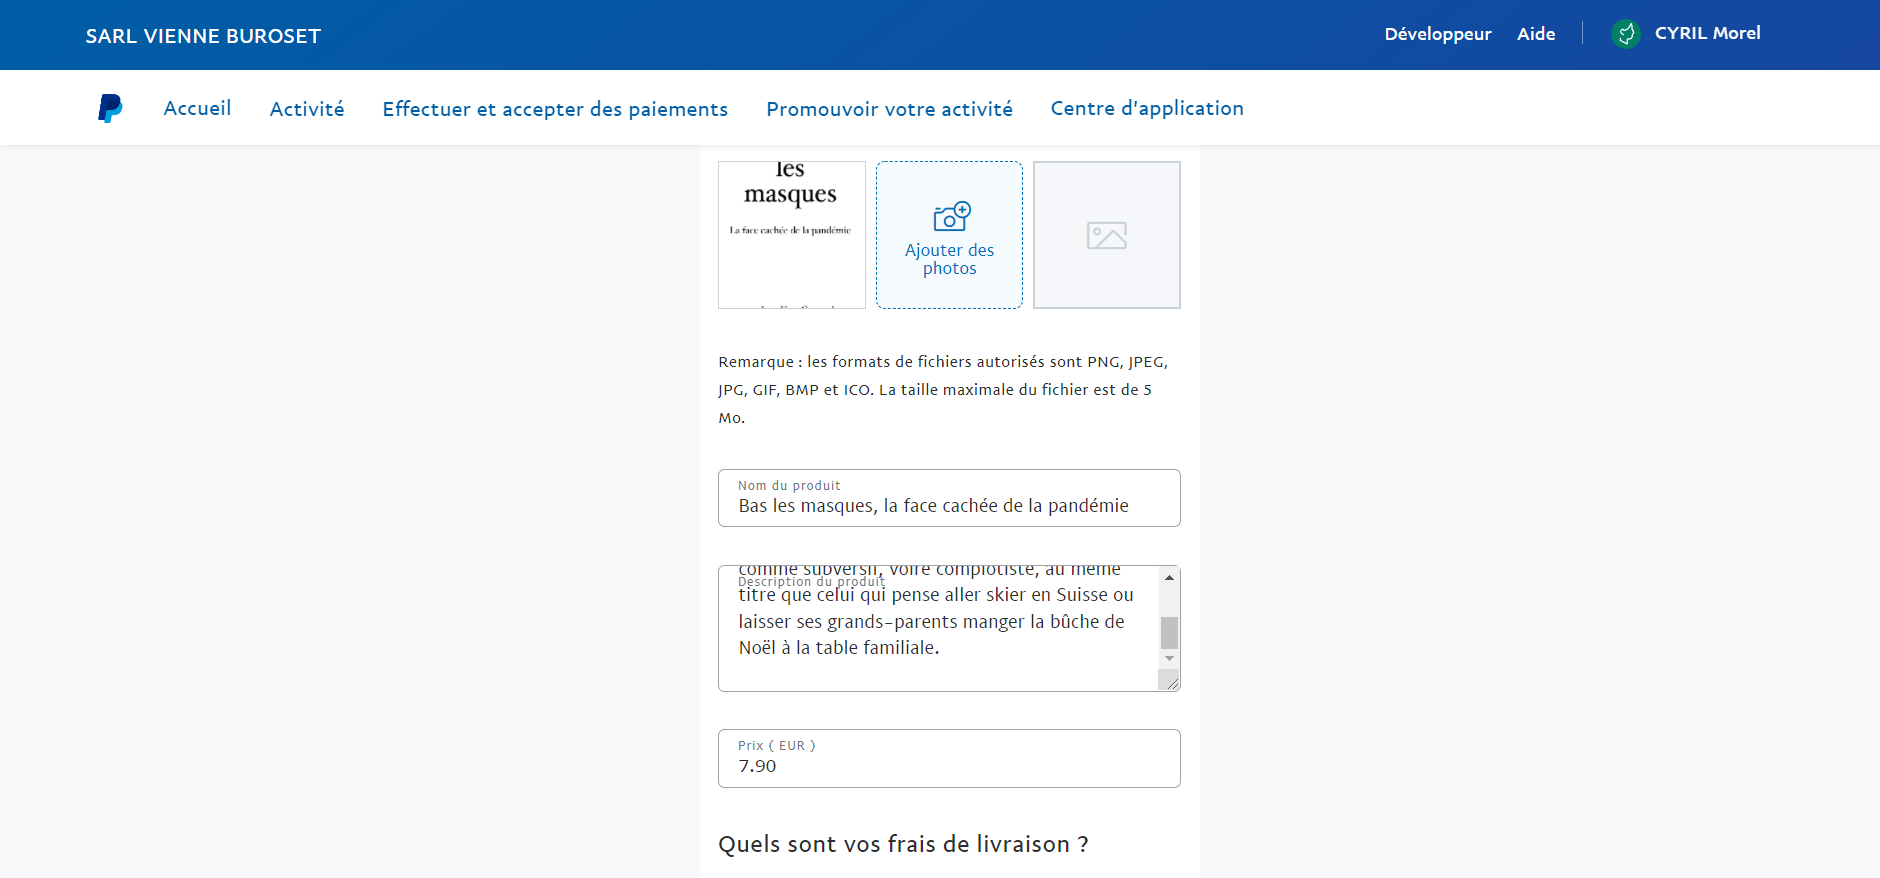 SARL VIENNE BUROSET
Développeur
Aide
CYRIL Morel
Accueil
Activité
Effectuer et accepter des paiements
Promouvoir votre activité
Centre d'application
les
masques
La face cachée de la pandémie
Ajouter des
photos
Remarque : les formats de fichiers autorisés sont PNG, JPEG,
JPG, GIF, BMP et ICO. La taille maximale du fichier est de 5
Mo.
Nom du produit
Bas les masques, la face cachée de la pandémie
comme subversif, voire complotiste, au même
Description du produit
titre que celui qui pense aller skier en Suisse ou
laisser ses grands-parents manger la bûche de
Noël à la table familiale.
Prix ( EUR )
7.90
Quels sont vos frais de livraison ?